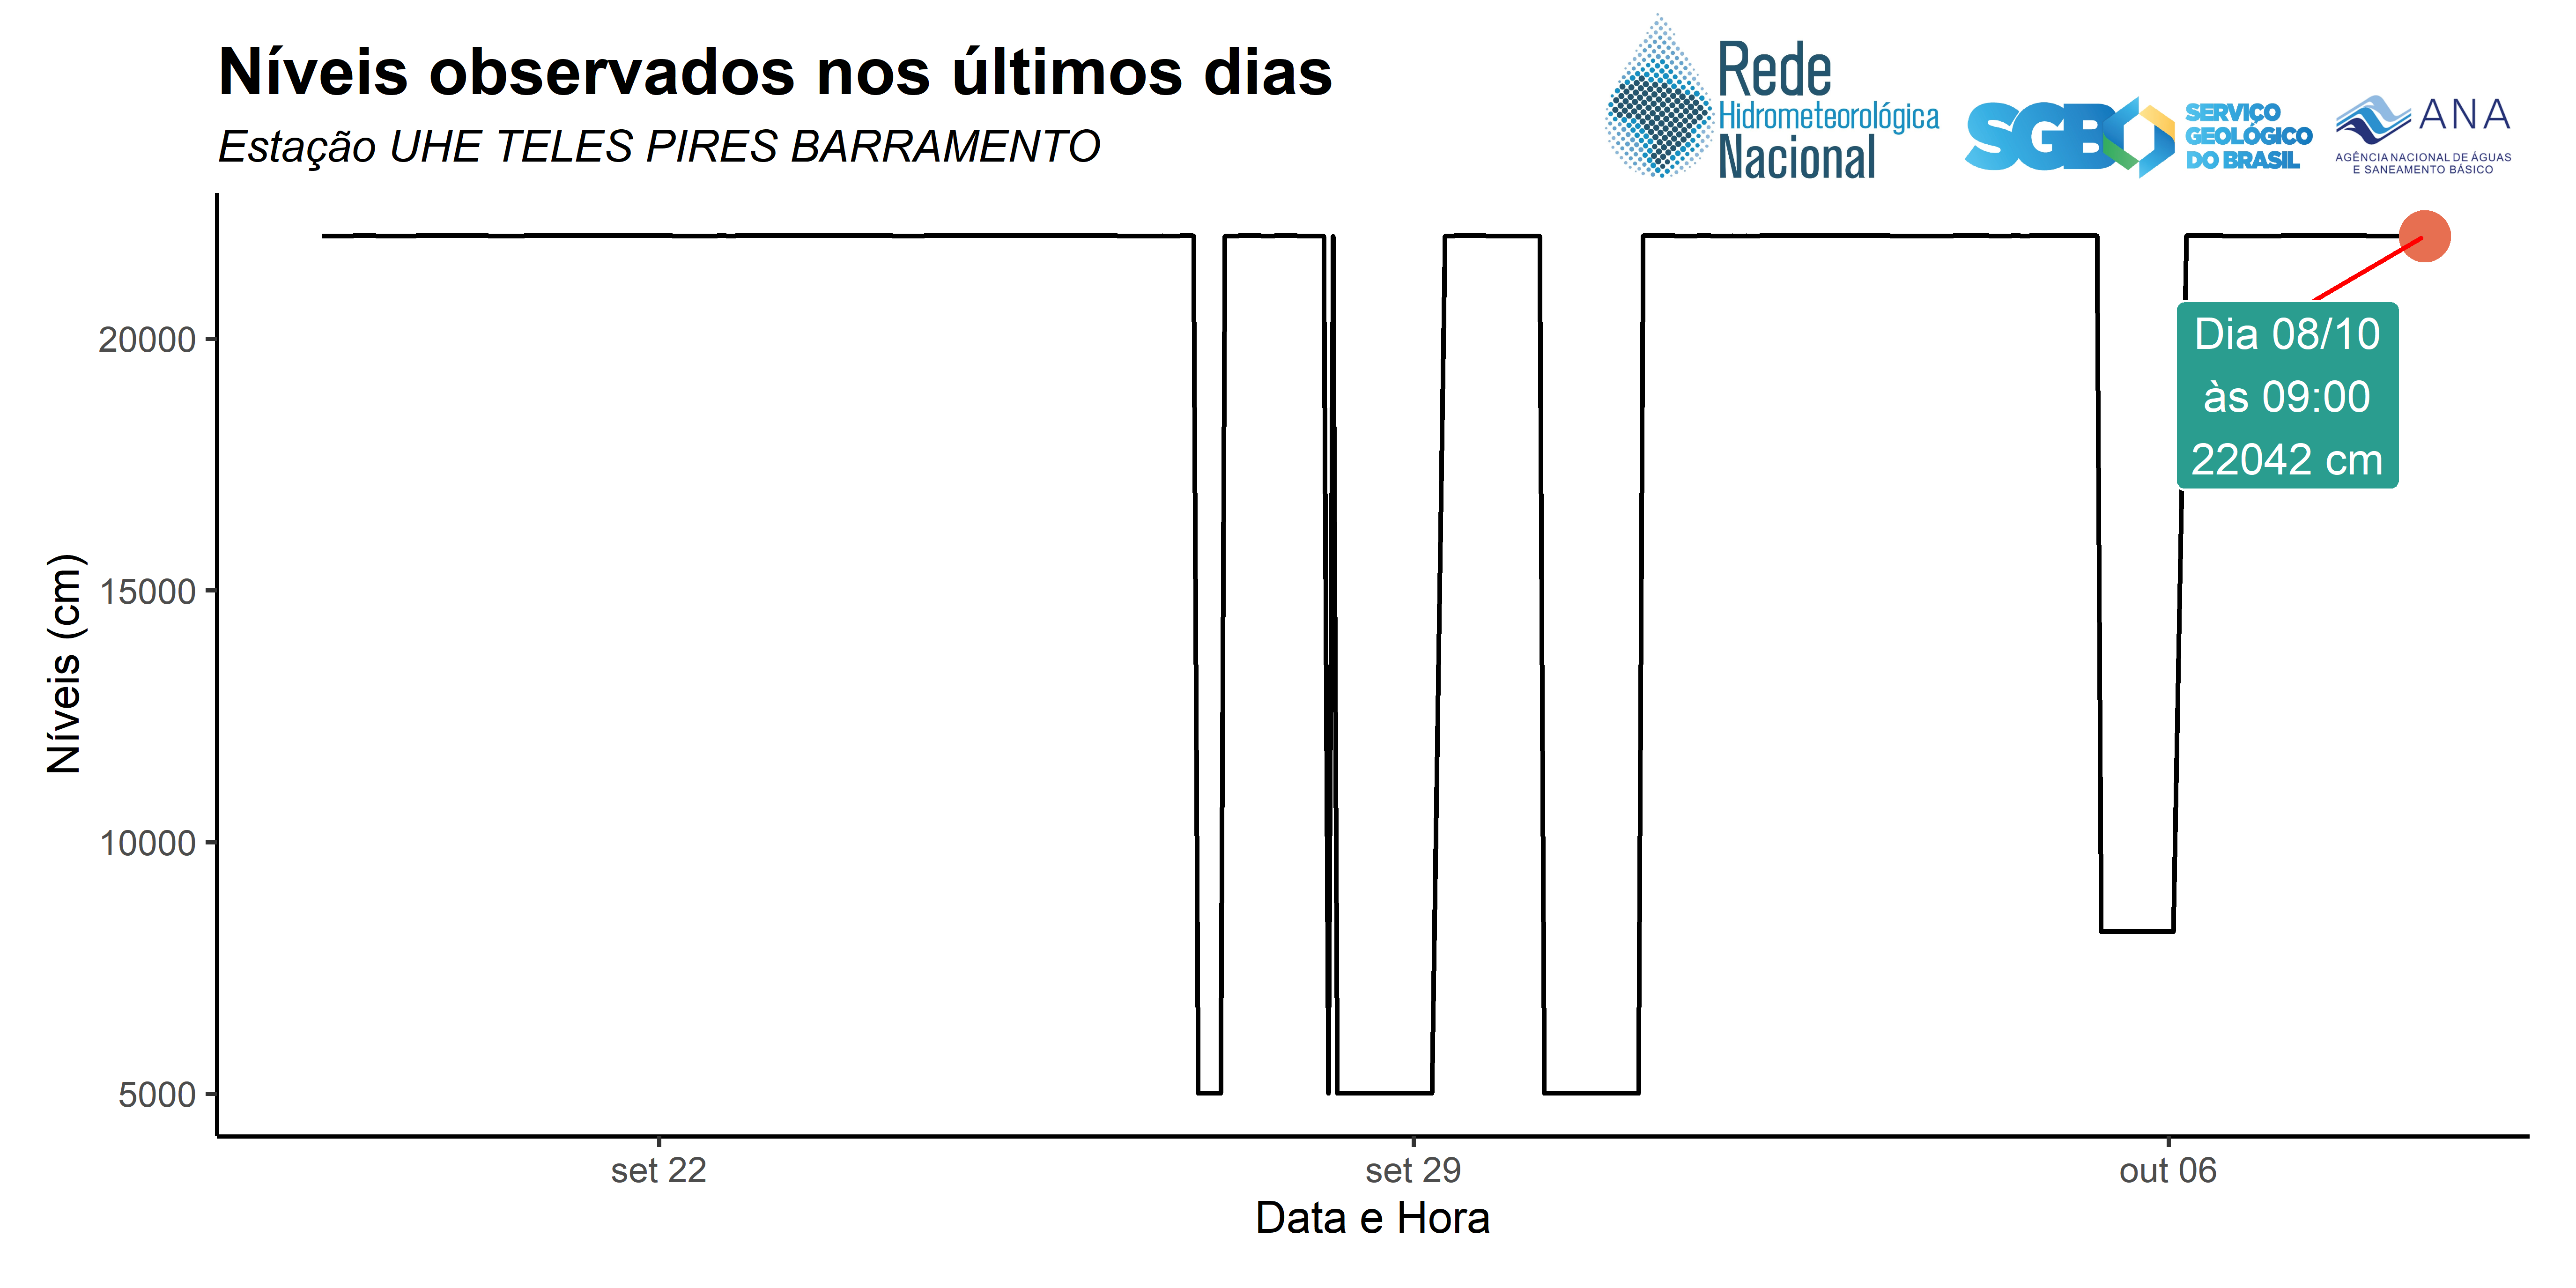 Níveis observados nos últimos dias
Estação UHE TELES PIRES BARRAMENTO
Rede
Hidrometeorológica
Nacional
SGB
SERVIÇO
GEOLÓGICO
DO BRASIL
ANA
AGÊNCIA NACIONAL DE ÁGUAS
E SANEAMENTO BÁSICO
Níveis (cm)
20000
15000
10000
5000
Dia 08/10
às 09:00
22042 cm
set 22
set 29
out 06
Data e Hora